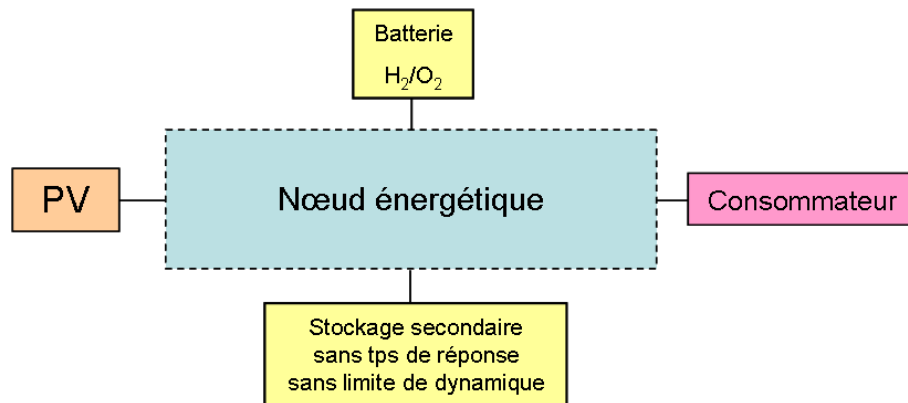 Batterie
H₂/O₂
PV
Nœud énergétique
Consommateur
Stockage secondaire
sans tps de réponse
sans limite de dynamique